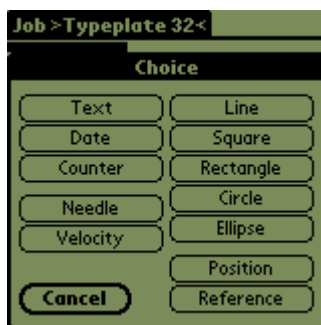 Job >Typeplate 32<
Choice
Text
Line
Date
Square
Counter
Rectangle
Needle
Circle
Velocity
Ellipse
Position
Cancel
Reference